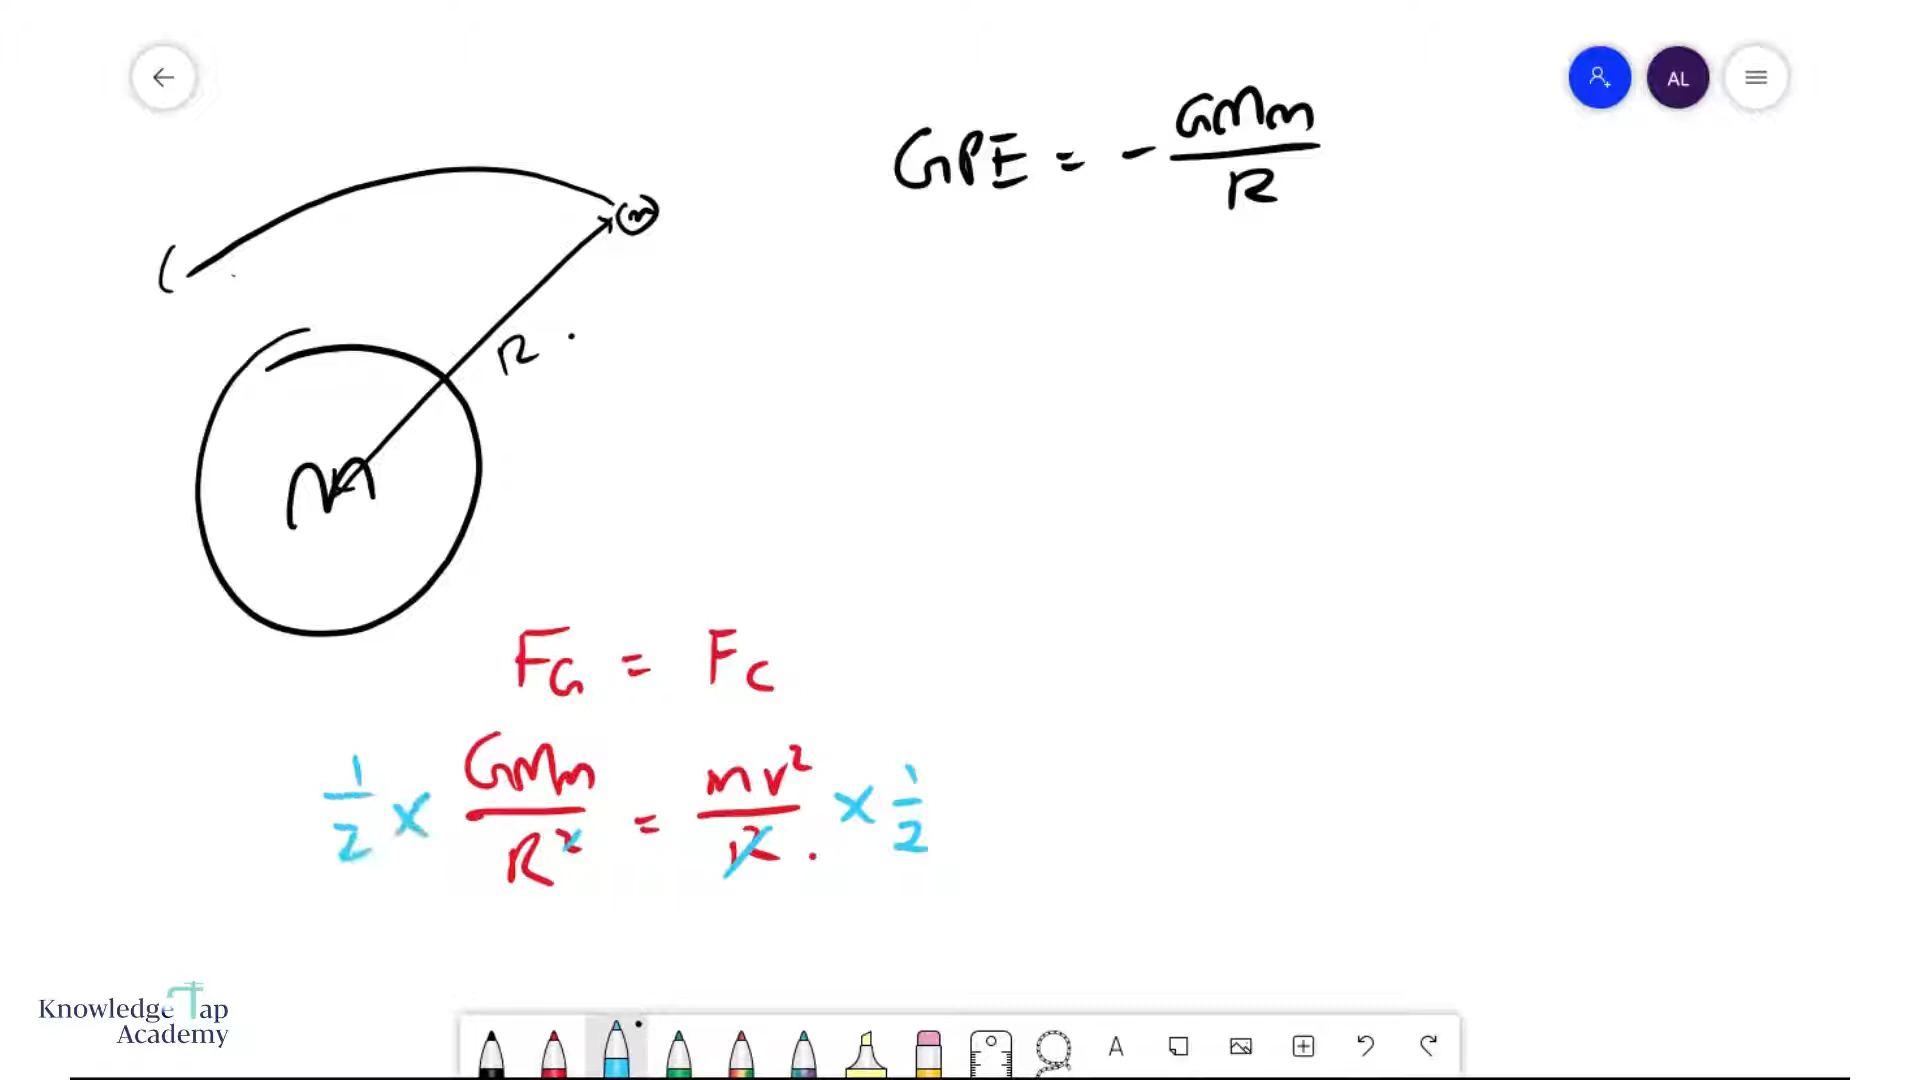 AL
GPE = - GMm/R
m
R
M
F_G = F_C
1/2 × GMm/R² = mv²/R × 1/2
Knowledge Tap
Academy
A